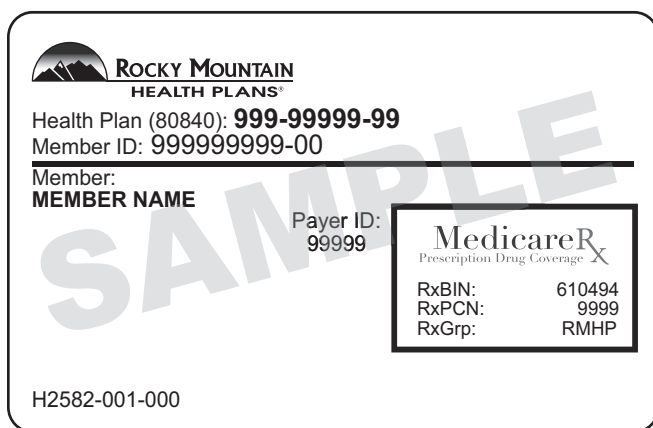 ROCKY MOUNTAIN
HEALTH PLANS®
Health Plan (80840): 999-99999-99
Member ID: 999999999-00
Member:
MEMBER NAME
SAMPLE
Payer ID:
99999
MedicareRx
Prescription Drug Coverage
RxBIN: 610494
RxPCN: 9999
RxGrp: RMHP
H2582-001-000